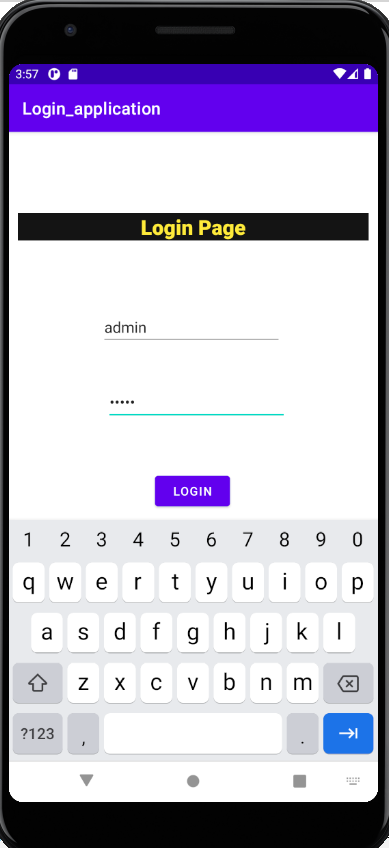 3:57
Login_application
Login Page
admin
•••••
LOGIN
1 2 3 4 5 6 7 8 9 0
q w e r t y u i o p
a s d f g h j k l
z x c v b n m
?123 , .